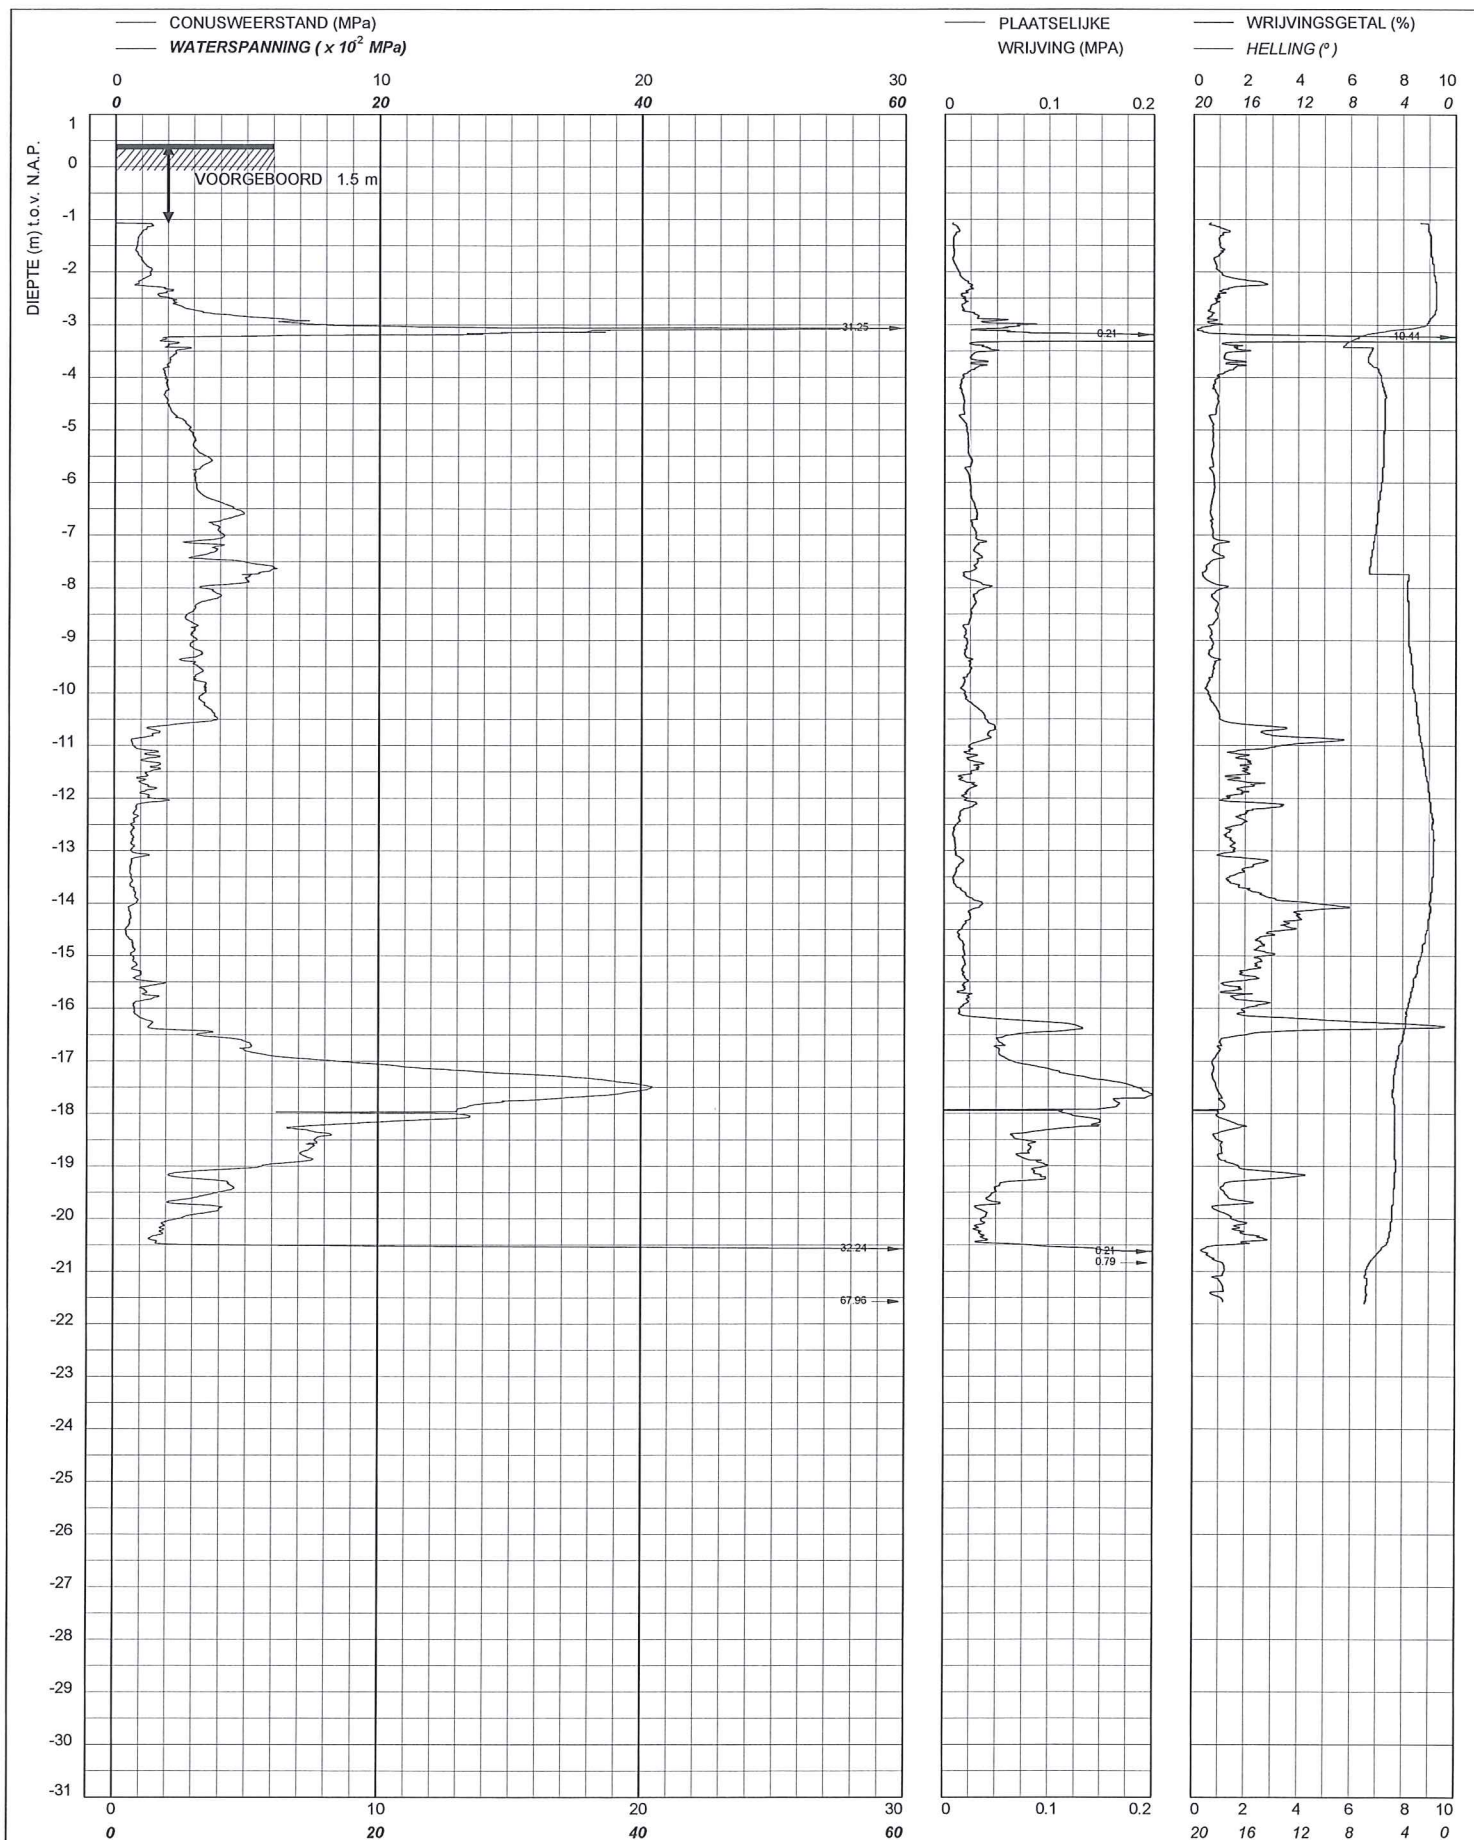 CONUSWEERSTAND (MPa)
WATERSPANNING ( x 10⁻² MPa)
PLAATSELIJKE
WRIJVING (MPA)
WRIJVINGSGETAL (%)
HELLING (º)
0 10 20 30
0 20 40 60
0 0.1 0.2
0 2 4 6 8 10
20 16 12 8 4 0
DIEPTE (m) t.o.v. N.A.P.
1
0
VOORGEBOORD 1.5 m
-1
-2
-3
31.25
0.21
10.44
-4
-5
-6
-7
-8
-9
-10
-11
-12
-13
-14
-15
-16
-17
-18
-19
-20
32.24
0.21
0.79
-21
67.96
-22
-23
-24
-25
-26
-27
-28
-29
-30
-31
0 10 20 30
0 20 40 60
0 0.1 0.2
0 2 4 6 8 10
20 16 12 8 4 0